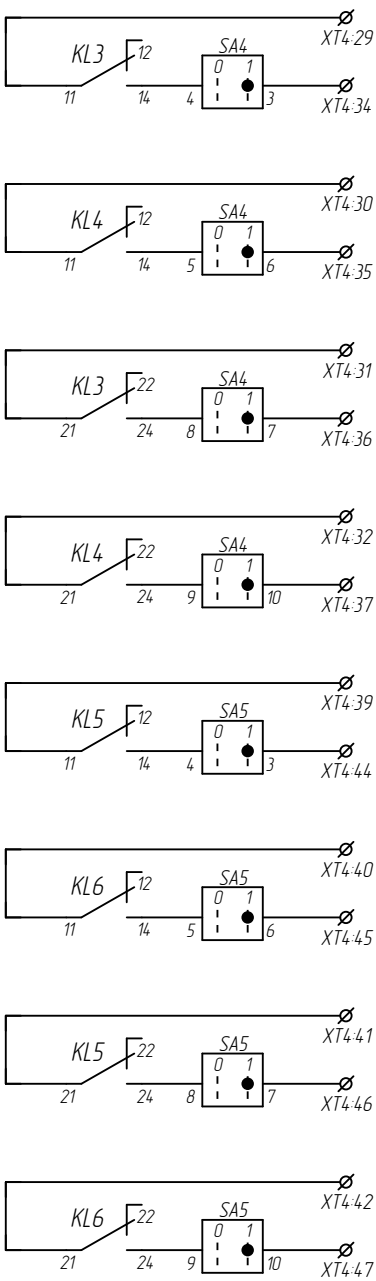 XT4:29
KL3 12 SA4
0 1
11 14 4 3 XT4:34
XT4:30
KL4 12 SA4
0 1
11 14 5 6 XT4:35
XT4:31
KL3 22 SA4
0 1
21 24 8 7 XT4:36
XT4:32
KL4 22 SA4
0 1
21 24 9 10 XT4:37
XT4:39
KL5 12 SA5
0 1
11 14 4 3 XT4:44
XT4:40
KL6 12 SA5
0 1
11 14 5 6 XT4:45
XT4:41
KL5 22 SA5
0 1
21 24 8 7 XT4:46
XT4:42
KL6 22 SA5
0 1
21 24 9 10 XT4:47